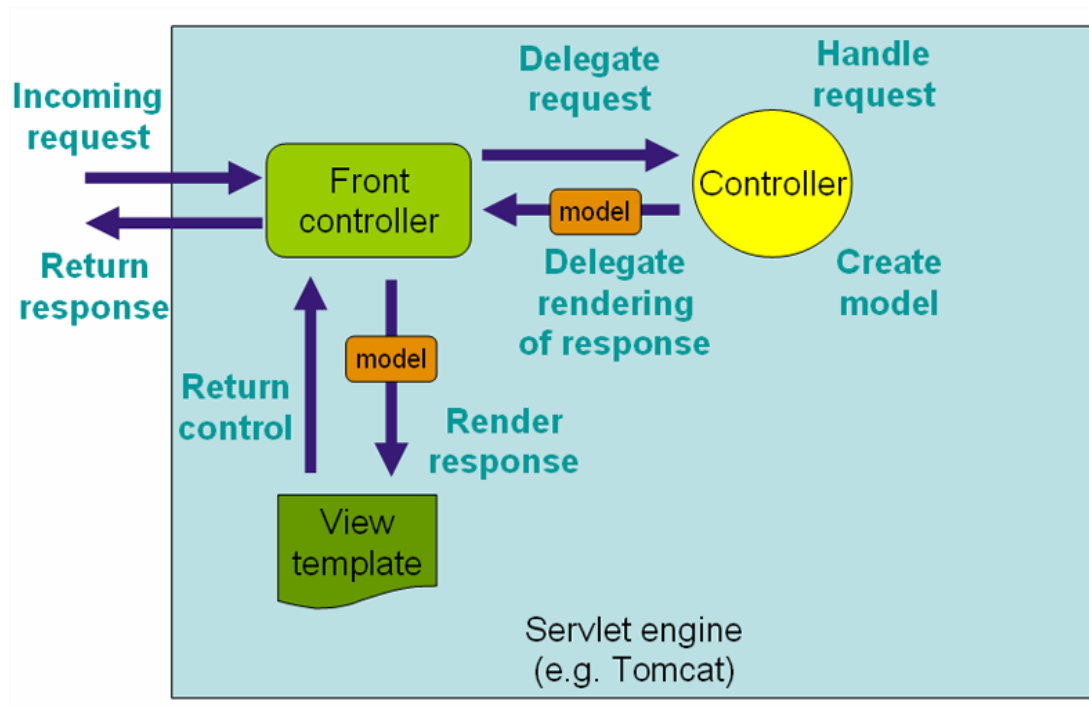 Incoming
request
Return
response
Front
controller
Delegate
request
Handle
request
Controller
model
Delegate
rendering
of response
Create
model
model
Return
control
Render
response
View
template
Servlet engine
(e.g. Tomcat)